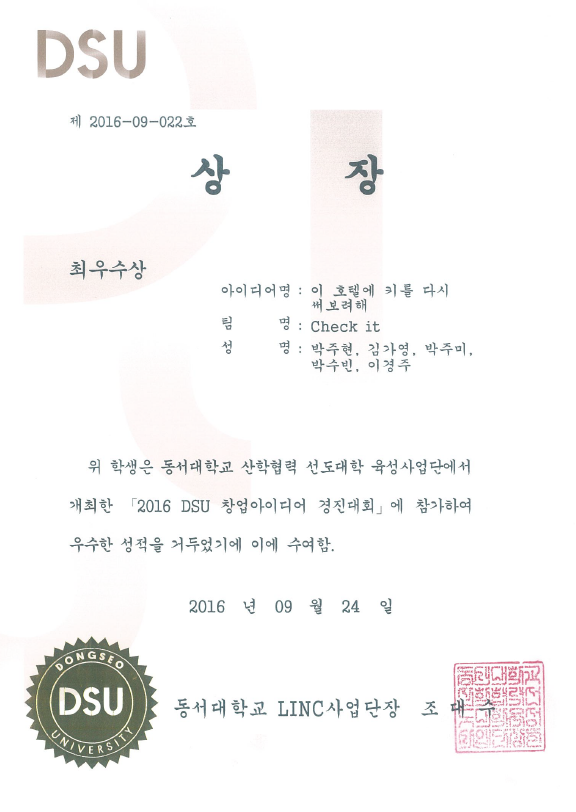 DSU
제 2016-09-022호
상 장
최우수상
아이디어명 : 이 호텔에 키를 다시
써보려해
팀 명 : Check it
성 명 : 박주현, 김가영, 박주미,
박수빈, 이경주
위 학생은 동서대학교 산학협력 선도대학 육성사업단에서
개최한 「2016 DSU 창업아이디어 경진대회」에 참가하여
우수한 성적을 거두었기에 이에 수여함.
2016 년 09 월 24 일
DONGSEO
DSU
UNIVERSITY
동서대학교 LINC사업단장 조 대 수